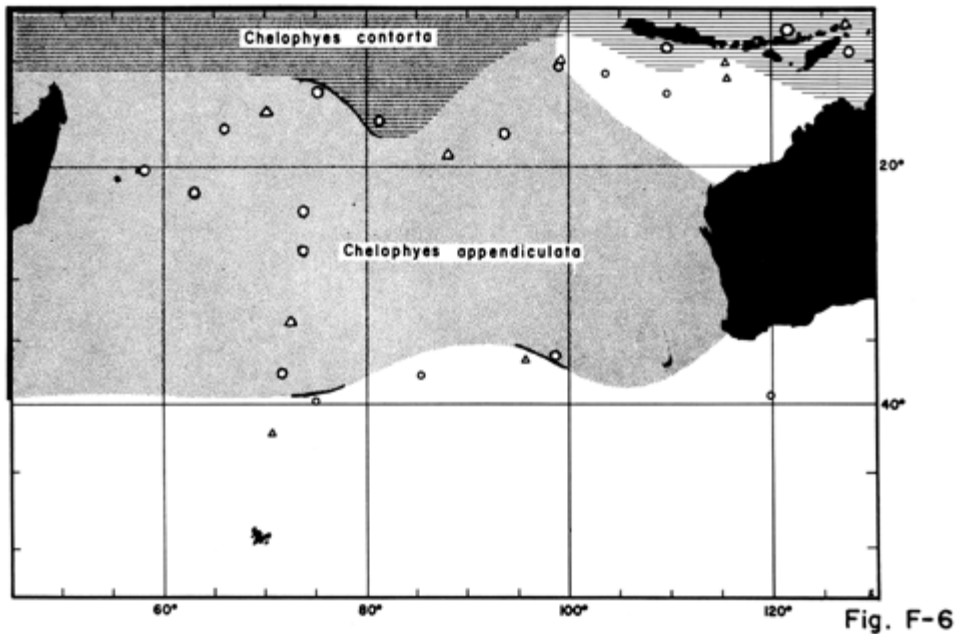 Chelophyes contorta
20°
Chelophyes appendiculata
40°
60°
80°
100°
120°
Fig. F-6